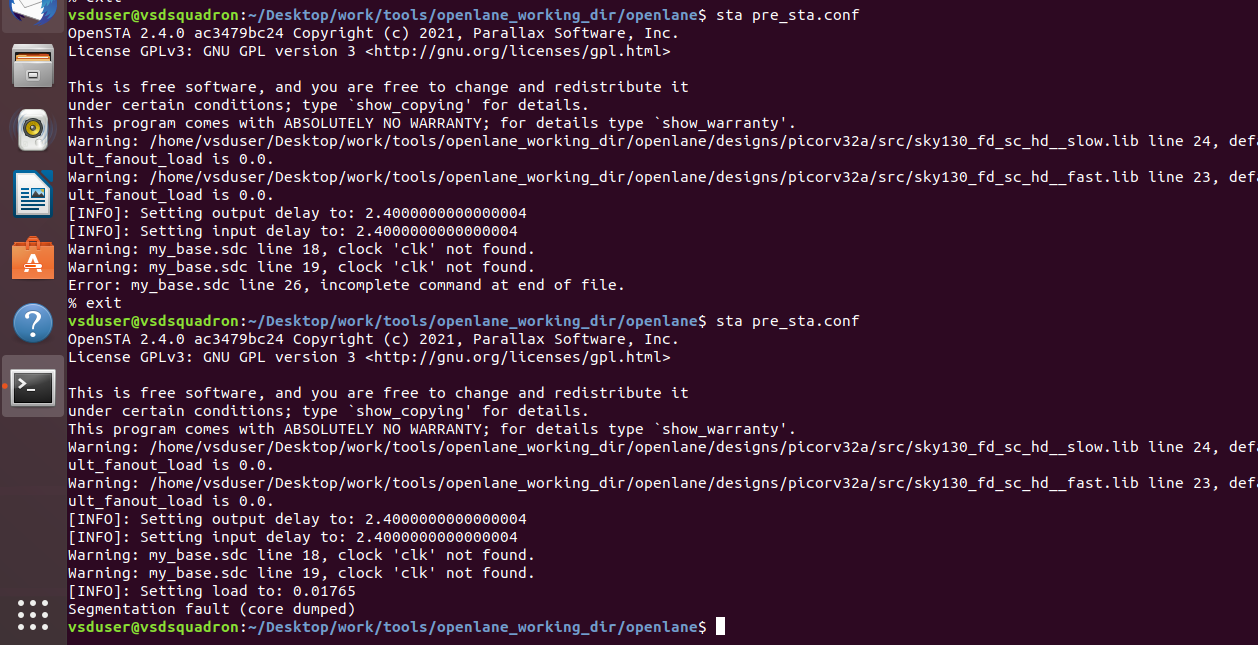 % exit
vsduser@vsdsquadron:~/Desktop/work/tools/openlane_working_dir/openlane$ sta pre_sta.conf
OpenSTA 2.4.0 ac3479bc24 Copyright (c) 2021, Parallax Software, Inc.
License GPLv3: GNU GPL version 3 <http://gnu.org/licenses/gpl.html>
This is free software, and you are free to change and redistribute it
under certain conditions; type `show_copying' for details.
This program comes with ABSOLUTELY NO WARRANTY; for details type `show_warranty'.
Warning: /home/vsduser/Desktop/work/tools/openlane_working_dir/openlane/designs/picorv32a/src/sky130_fd_sc_hd__slow.lib line 24, defa
ult_fanout_load is 0.0.
Warning: /home/vsduser/Desktop/work/tools/openlane_working_dir/openlane/designs/picorv32a/src/sky130_fd_sc_hd__fast.lib line 23, defa
ult_fanout_load is 0.0.
[INFO]: Setting output delay to: 2.4000000000000004
[INFO]: Setting input delay to: 2.4000000000000004
Warning: my_base.sdc line 18, clock 'clk' not found.
Warning: my_base.sdc line 19, clock 'clk' not found.
Error: my_base.sdc line 26, incomplete command at end of file.
% exit
vsduser@vsdsquadron:~/Desktop/work/tools/openlane_working_dir/openlane$ sta pre_sta.conf
OpenSTA 2.4.0 ac3479bc24 Copyright (c) 2021, Parallax Software, Inc.
License GPLv3: GNU GPL version 3 <http://gnu.org/licenses/gpl.html>
This is free software, and you are free to change and redistribute it
under certain conditions; type `show_copying' for details.
This program comes with ABSOLUTELY NO WARRANTY; for details type `show_warranty'.
Warning: /home/vsduser/Desktop/work/tools/openlane_working_dir/openlane/designs/picorv32a/src/sky130_fd_sc_hd__slow.lib line 24, defa
ult_fanout_load is 0.0.
Warning: /home/vsduser/Desktop/work/tools/openlane_working_dir/openlane/designs/picorv32a/src/sky130_fd_sc_hd__fast.lib line 23, defa
ult_fanout_load is 0.0.
[INFO]: Setting output delay to: 2.4000000000000004
[INFO]: Setting input delay to: 2.4000000000000004
Warning: my_base.sdc line 18, clock 'clk' not found.
Warning: my_base.sdc line 19, clock 'clk' not found.
[INFO]: Setting load to: 0.01765
Segmentation fault (core dumped)
vsduser@vsdsquadron:~/Desktop/work/tools/openlane_working_dir/openlane$